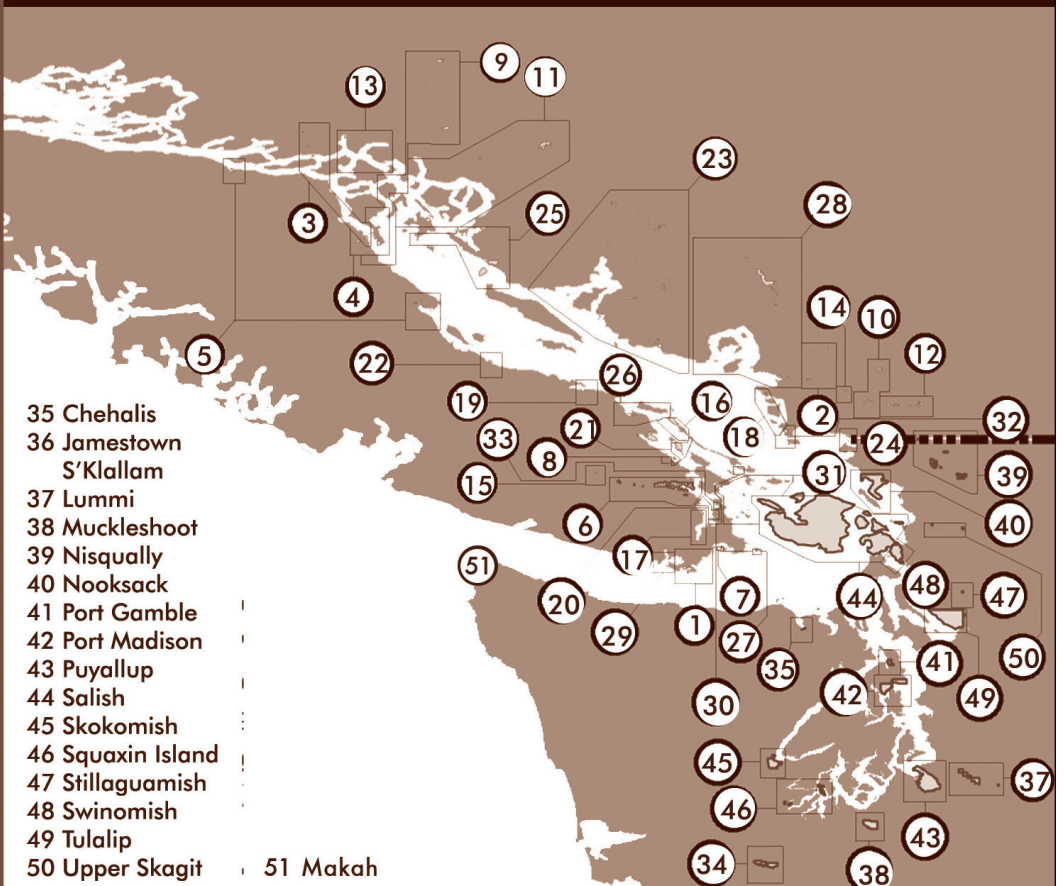 9
11
13
23
3
25
28
4
14
10
5
22
12
26
19
16
2
32
33
21
18
24
8
31
39
15
6
40
17
51
20
7
44
48
47
29
1
27
35
50
41
42
49
30
45
37
46
43
34
38
35 Chehalis
36 Jamestown
S'Klallam
37 Lummi
38 Muckleshoot
39 Nisqually
40 Nooksack
41 Port Gamble
42 Port Madison
43 Puyallup
44 Salish
45 Skokomish
46 Squaxin Island
47 Stillaguamish
48 Swinomish
49 Tulalip
50 Upper Skagit
51 Makah